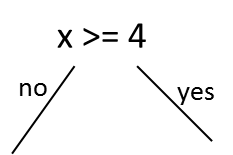 x >= 4
no
yes